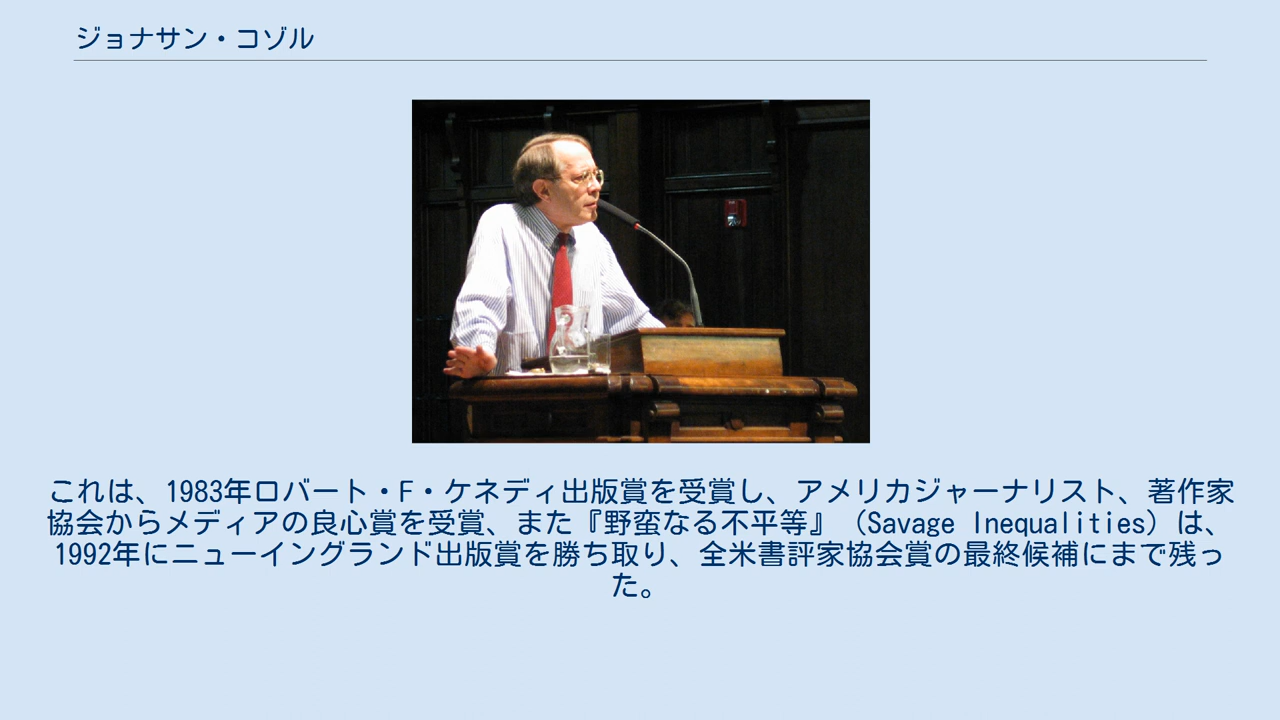 ジョナサン・コゾル
これは、1983年ロバート・F・ケネディ出版賞を受賞し、アメリカジャーナリスト、著作家
協会からメディアの良心賞を受賞、また『野蛮なる不平等』（Savage Inequalities）は、
1992年にニューイングランド出版賞を勝ち取り、全米書評家協会賞の最終候補にまで残っ
た。